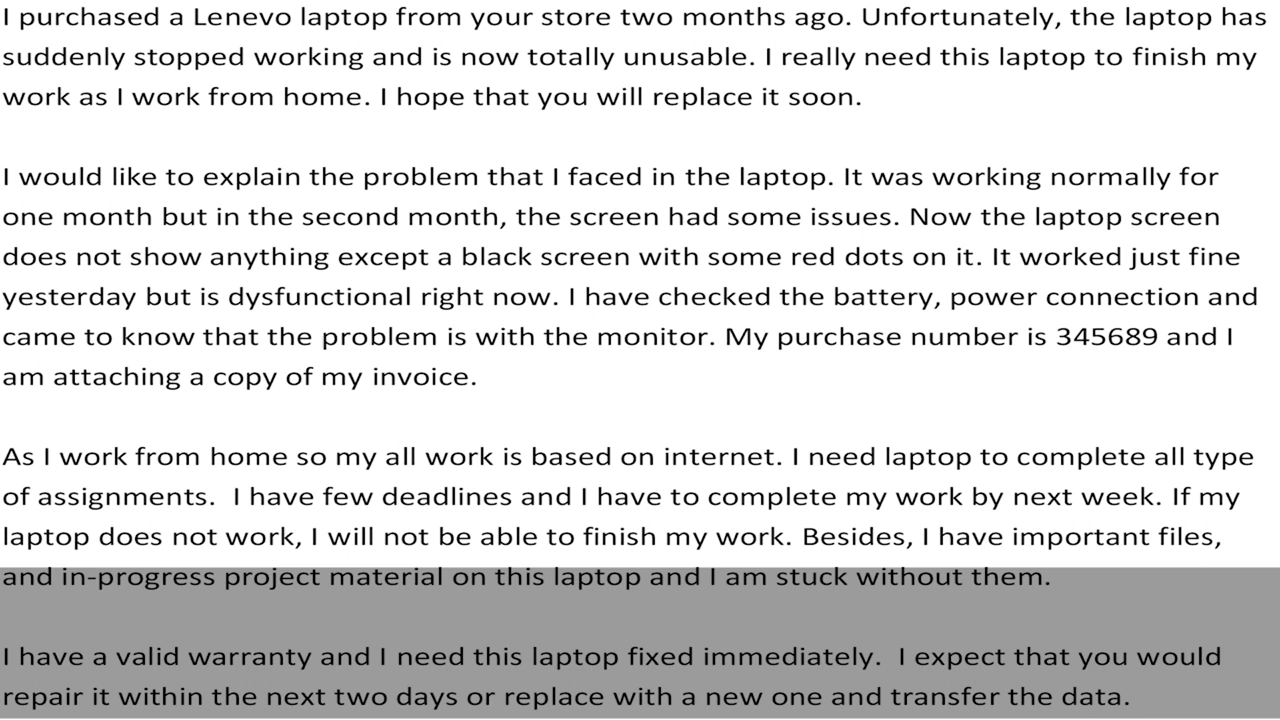 I purchased a Lenevo laptop from your store two months ago. Unfortunately, the laptop has
suddenly stopped working and is now totally unusable. I really need this laptop to finish my
work as I work from home. I hope that you will replace it soon.
I would like to explain the problem that I faced in the laptop. It was working normally for
one month but in the second month, the screen had some issues. Now the laptop screen
does not show anything except a black screen with some red dots on it. It worked just fine
yesterday but is dysfunctional right now. I have checked the battery, power connection and
came to know that the problem is with the monitor. My purchase number is 345689 and I
am attaching a copy of my invoice.
As I work from home so my all work is based on internet. I need laptop to complete all type
of assignments.  I have few deadlines and I have to complete my work by next week. If my
laptop does not work, I will not be able to finish my work. Besides, I have important files,
and in-progress project material on this laptop and I am stuck without them.
I have a valid warranty and I need this laptop fixed immediately.  I expect that you would
repair it within the next two days or replace with a new one and transfer the data.